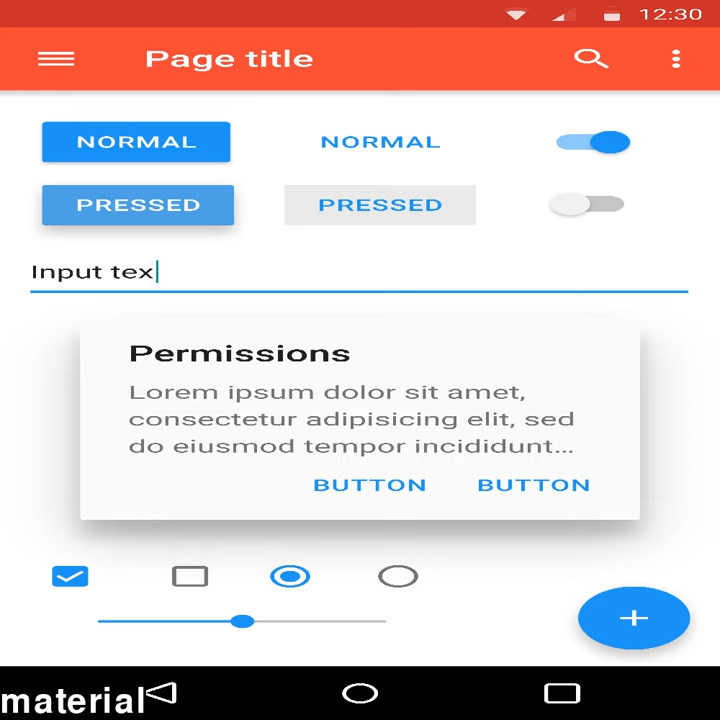 12:30
Page title
NORMAL NORMAL
PRESSED PRESSED
Input tex
Permissions
Lorem ipsum dolor sit amet,
consectetur adipisicing elit, sed
do eiusmod tempor incididunt...
BUTTON BUTTON
material